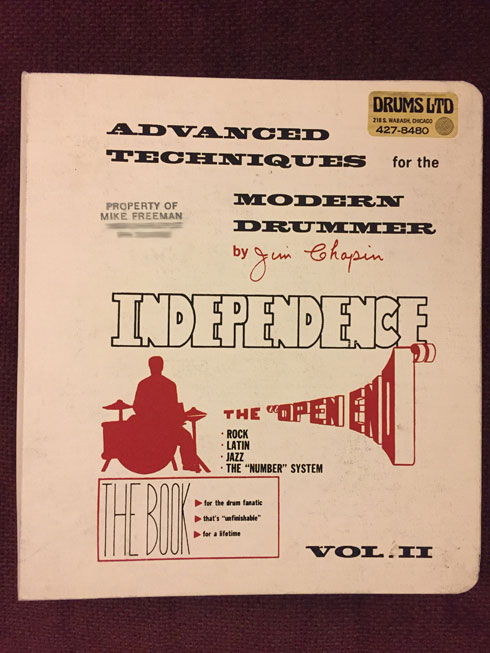 DRUMS LTD
218 S. WABASH, CHICAGO
427-8480
ADVANCED
TECHNIQUES for the
PROPERTY OF
MIKE FREEMAN
MODERN
DRUMMER
by Jim Chapin
INDEPENDENCE
THE "OPEN END"
· ROCK
· LATIN
· JAZZ
· THE "NUMBER" SYSTEM
THE BOOK
for the drum fanatic
that's "unfinishable"
for a lifetime
VOL. II